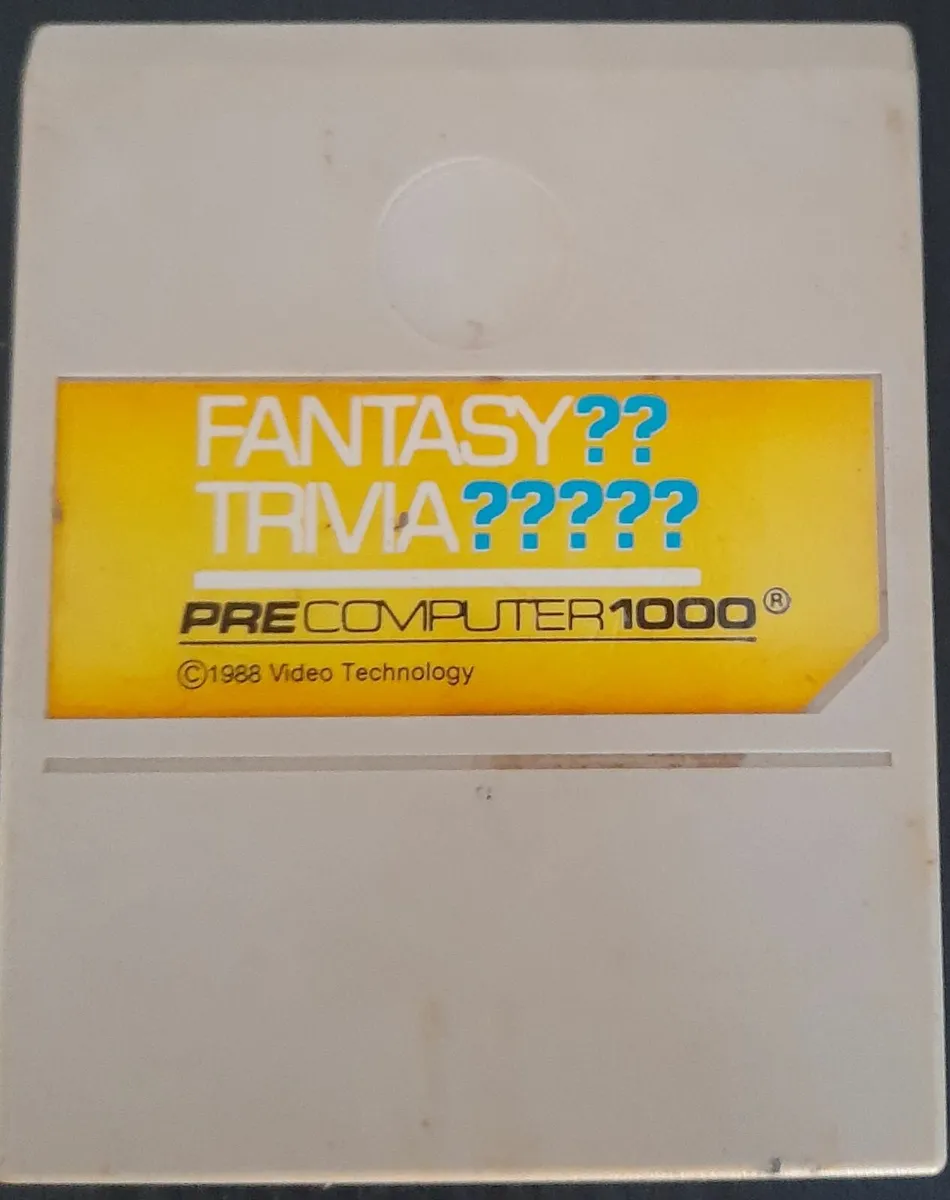 FANTASY??
TRIVIA?????
PRECOMPUTER1000®
©1988 Video Technology